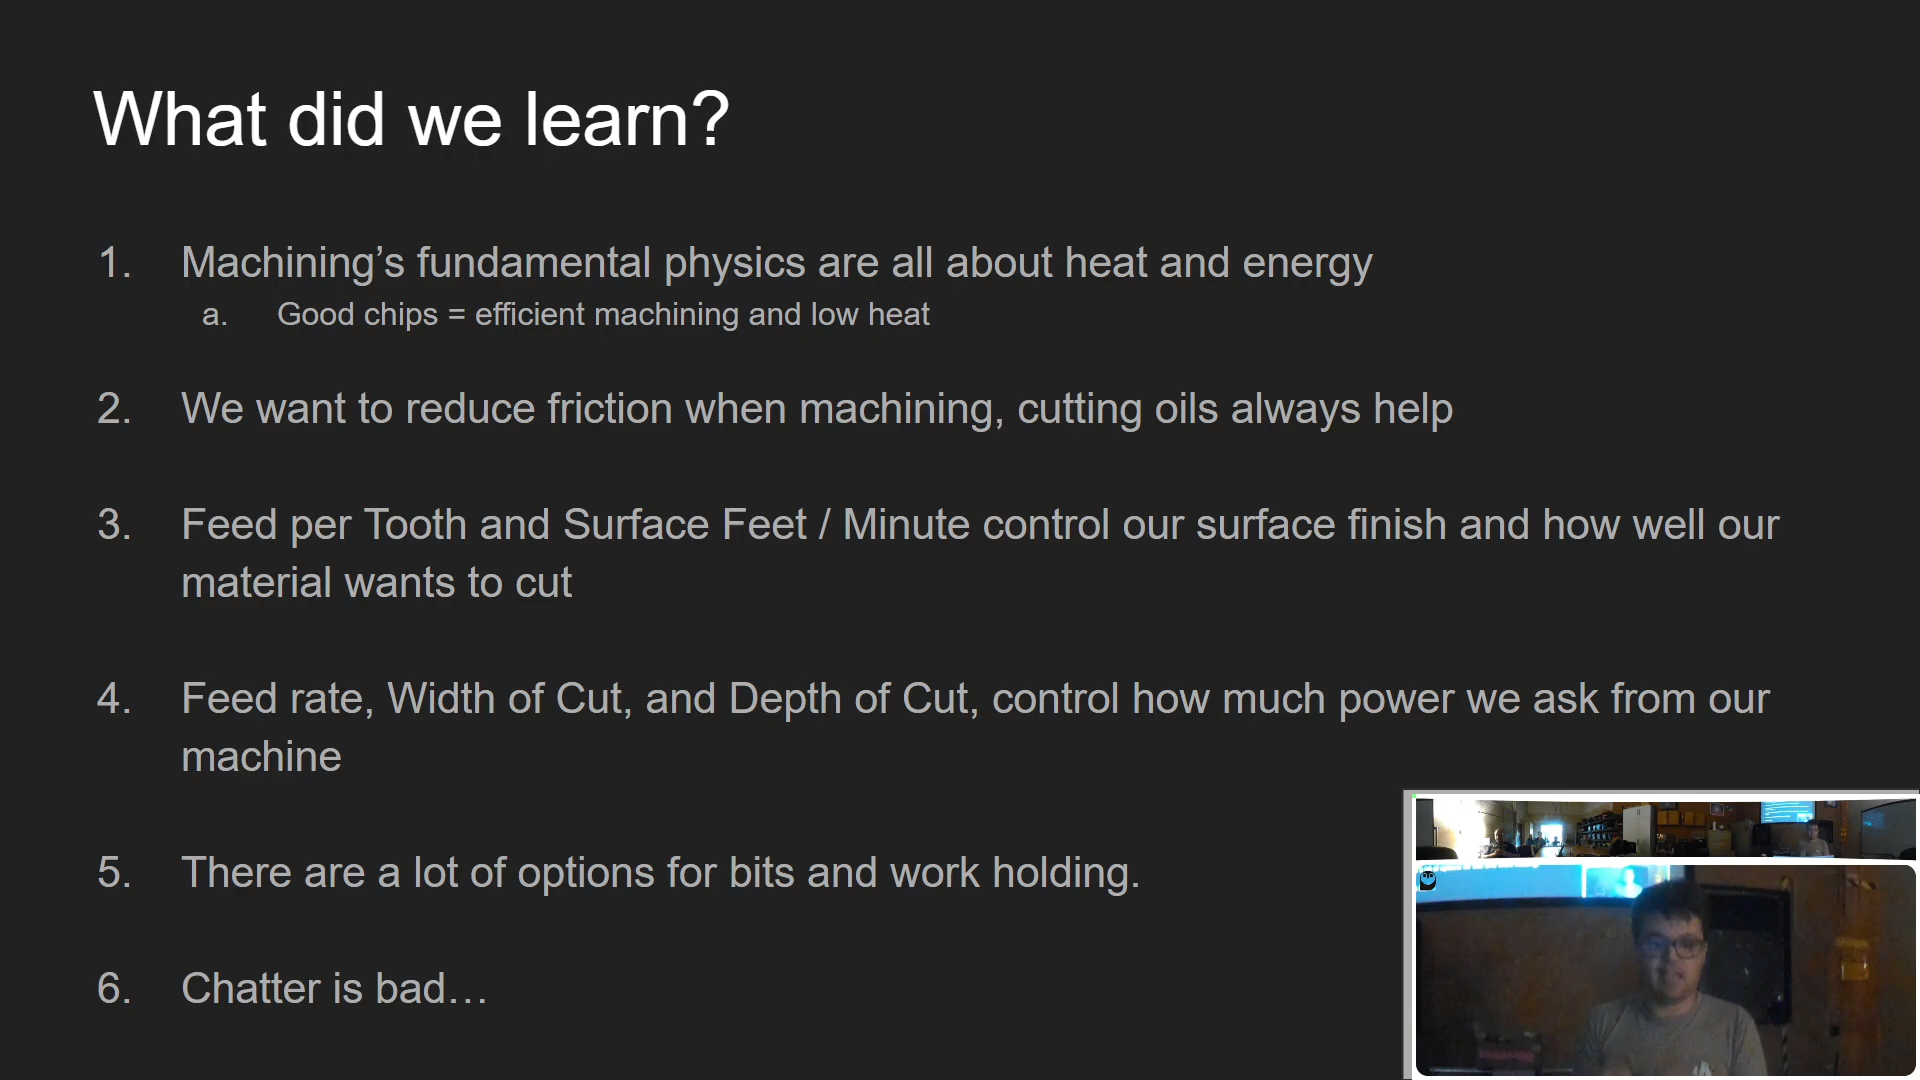 What did we learn?
1. Machining’s fundamental physics are all about heat and energy
a. Good chips = efficient machining and low heat
2. We want to reduce friction when machining, cutting oils always help
3. Feed per Tooth and Surface Feet / Minute control our surface finish and how well our
material wants to cut
4. Feed rate, Width of Cut, and Depth of Cut, control how much power we ask from our
machine
5. There are a lot of options for bits and work holding.
6. Chatter is bad…